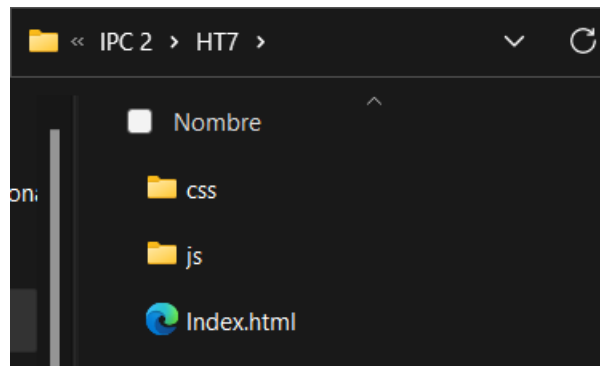 « IPC 2 > HT7 >
Nombre
css
js
Index.html